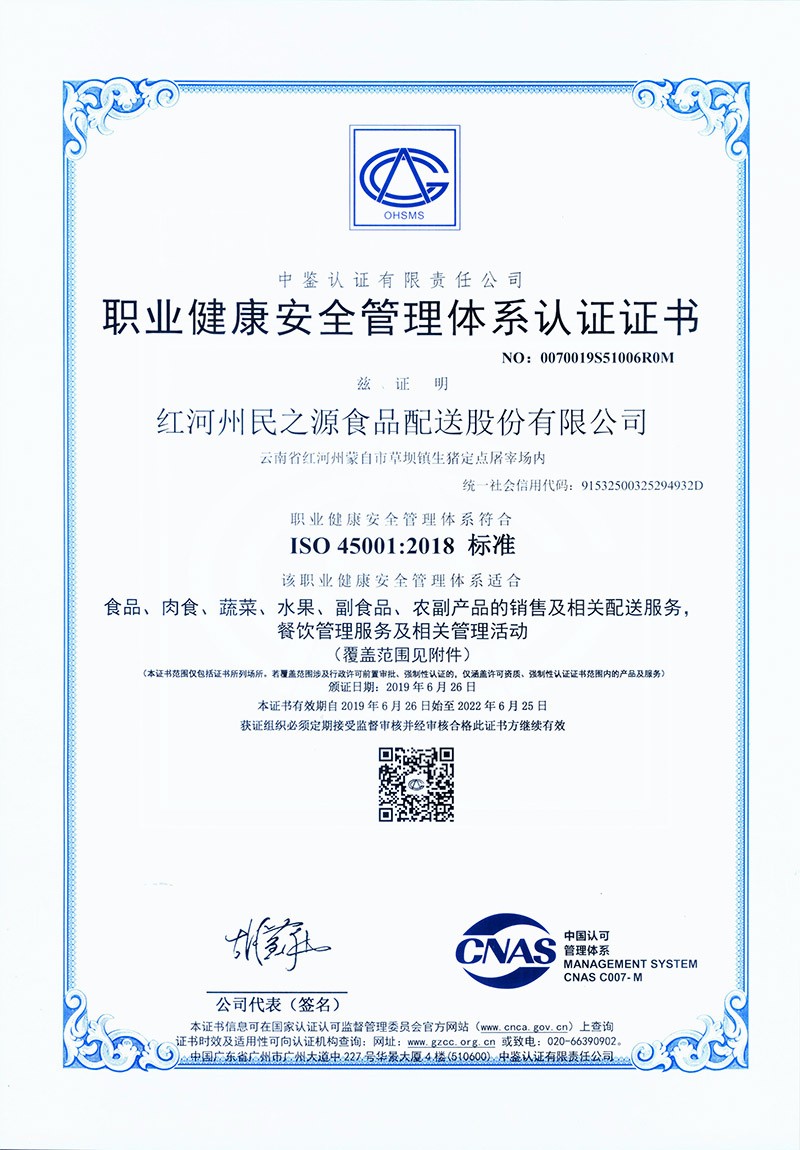 OHSMS
中鉴认证有限责任公司
职业健康安全管理体系认证证书
NO：0070019S51006R0M
兹 证 明
红河州民之源食品配送股份有限公司
云南省红河州蒙自市草坝镇生猪定点屠宰场内
统一社会信用代码：91532500325294932D
职业健康安全管理体系符合
ISO 45001:2018 标准
该职业健康安全管理体系适合
食品、肉食、蔬菜、水果、副食品、农副产品的销售及相关配送服务，
餐饮管理服务及相关管理活动
（覆盖范围见附件）
（本证书范围仅包括证书所列场所。若覆盖范围涉及行政许可前置审批、强制性认证的，仅涵盖许可资质、强制性认证证书范围内的产品及服务）
颁证日期：2019 年 6 月 26 日
本证书有效期自 2019 年 6 月 26 日始至 2022 年 6 月 25 日
获证组织必须定期接受监督审核并经审核合格此证书方继续有效
CNAS
中国认可
管理体系
MANAGEMENT SYSTEM
CNAS C007-M
公司代表（签名）
本证书信息可在国家认证认可监督管理委员会官方网站（www.cnca.gov.cn）上查询
证书时效及适用性可向认证机构查询：网址：www.gzcc.org.cn 或致电：020-66390902。
中国广东省广州市广州大道中 227 号华景大厦 4 楼(510600) 中鉴认证有限责任公司